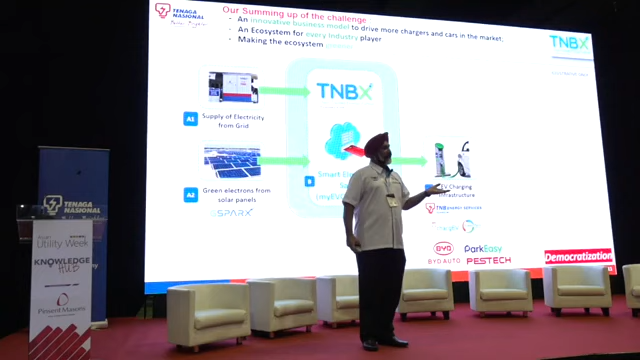 TENAGA
NASIONAL
Our Summing up of the challenge
- An innovative business model to drive more chargers and cars in the market.
- An Ecosystem for every Industry player
- Making the ecosystem
TNBX
TNBX
A1
Supply of Electricity
from Grid
A2
Green electrons from
solar panels
SPARX
B
EV Charging
Infrastructure
BYD
BYD AUTO
ParkEasy
PESTECH
Democratization
TENAGA
NASIONAL
Asian
Utility Week
KNOWLEDGE
HUB
Pinsent Masons